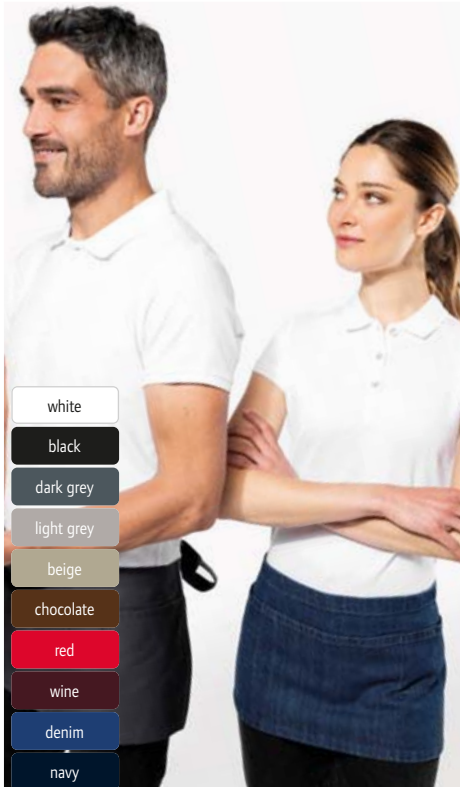 white
black
dark grey
light grey
beige
chocolate
red
wine
denim
navy